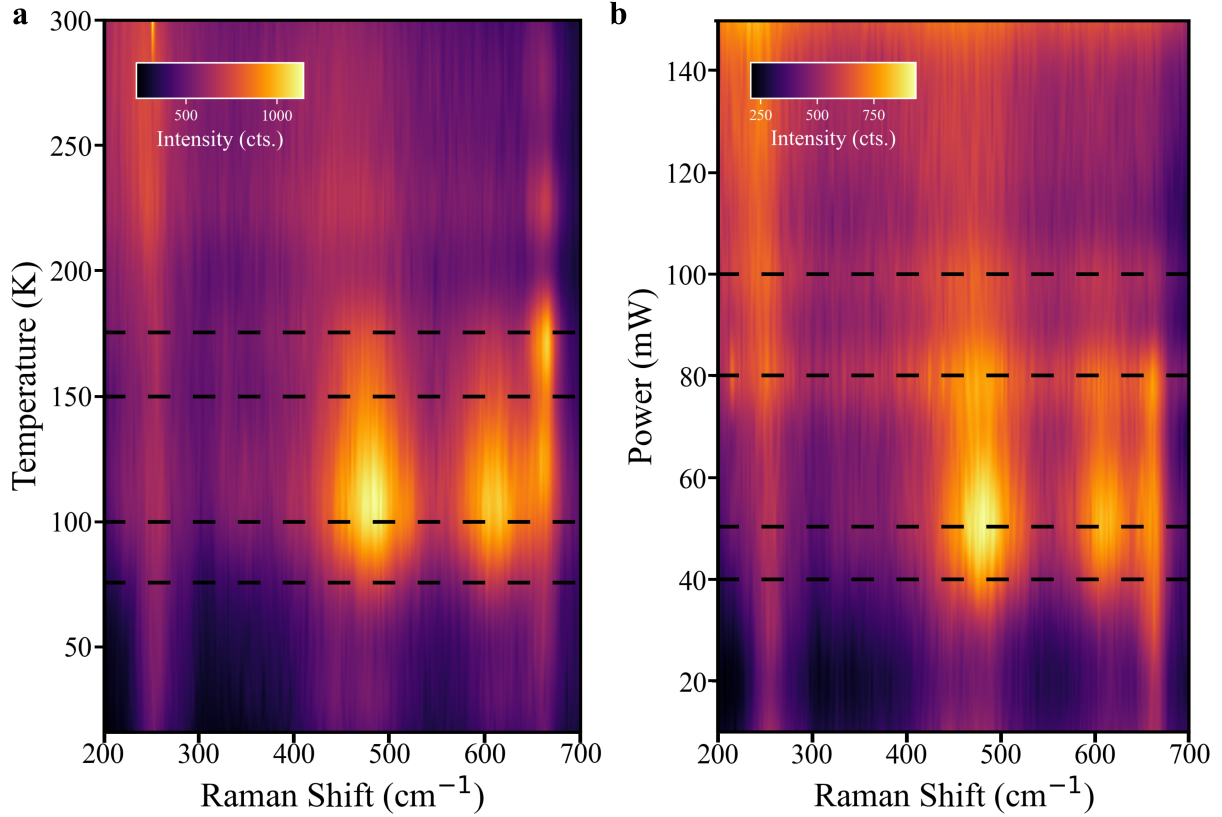 a
300
250
200
150
100
50
Temperature (K)
500 1000
Intensity (cts.)
200 300 400 500 600 700
Raman Shift (cm⁻¹)
b
140
120
100
80
60
40
20
Power (mW)
250 500 750
Intensity (cts.)
200 300 400 500 600 700
Raman Shift (cm⁻¹)